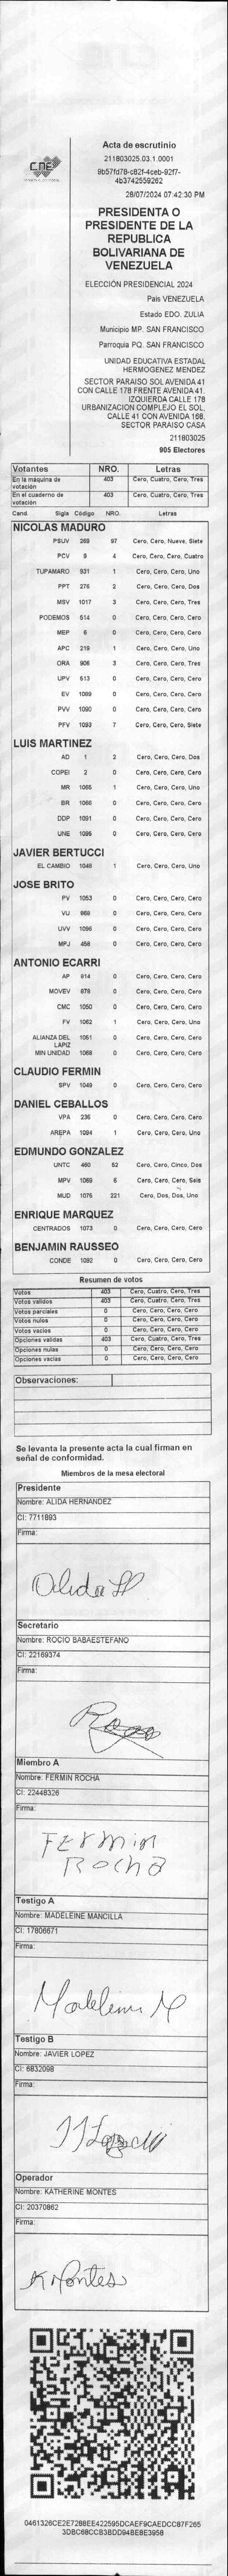 CNE
Acta de escrutinio
211803025.03.1.0001
9b57fd78-c82f-4ceb-92f7-
4b3742559262
28/07/2024 07:42:30 PM
PRESIDENTA O
PRESIDENTE DE LA
REPUBLICA
BOLIVARIANA DE
VENEZUELA
ELECCIÓN PRESIDENCIAL 2024
País VENEZUELA
Estado EDO. ZULIA
Municipio MP. SAN FRANCISCO
Parroquia PQ. SAN FRANCISCO
UNIDAD EDUCATIVA ESTADAL
HERMOGENEZ MENDEZ
SECTOR PARAISO SOL AVENIDA 41
CON CALLE 178 FRENTE AVENIDA 41.
IZQUIERDA CALLE 178
URBANIZACION COMPLEJO EL SOL,
CALLE 41 CON AVENIDA 168,
SECTOR PARAISO CASA
211803025
905 Electores
Votantes NRO. Letras
En la máquina de votación 403 Cero, Cuatro, Cero, Tres
En el cuaderno de votación 403 Cero, Cuatro, Cero, Tres
Cand. Sigla Código NRO. Letras
NICOLAS MADURO
PSUV 269 97 Cero, Cero, Nueve, Siete
PCV 9 4 Cero, Cero, Cero, Cuatro
TUPAMARO 931 1 Cero, Cero, Cero, Uno
PPT 276 2 Cero, Cero, Cero, Dos
MSV 1017 3 Cero, Cero, Cero, Tres
PODEMOS 514 0 Cero, Cero, Cero, Cero
MEP 6 0 Cero, Cero, Cero, Cero
APC 219 1 Cero, Cero, Cero, Uno
ORA 906 3 Cero, Cero, Cero, Tres
UPV 513 0 Cero, Cero, Cero, Cero
EV 1089 0 Cero, Cero, Cero, Cero
PVV 1090 0 Cero, Cero, Cero, Cero
PFV 1093 7 Cero, Cero, Cero, Siete
LUIS MARTINEZ
AD 1 2 Cero, Cero, Cero, Dos
COPEI 2 0 Cero, Cero, Cero, Cero
MR 1065 1 Cero, Cero, Cero, Uno
BR 1066 0 Cero, Cero, Cero, Cero
DDP 1091 0 Cero, Cero, Cero, Cero
UNE 1095 0 Cero, Cero, Cero, Cero
JAVIER BERTUCCI
EL CAMBIO 1048 1 Cero, Cero, Cero, Uno
JOSE BRITO
PV 1053 0 Cero, Cero, Cero, Cero
VU 969 0 Cero, Cero, Cero, Cero
UVV 1096 0 Cero, Cero, Cero, Cero
MPJ 458 0 Cero, Cero, Cero, Cero
ANTONIO ECARRI
AP 914 0 Cero, Cero, Cero, Cero
MOVEV 979 0 Cero, Cero, Cero, Cero
CMC 1050 0 Cero, Cero, Cero, Cero
FV 1062 1 Cero, Cero, Cero, Uno
ALIANZA DEL LAPIZ 1051 0 Cero, Cero, Cero, Cero
MIN UNIDAD 1068 0 Cero, Cero, Cero, Cero
CLAUDIO FERMIN
SPV 1049 0 Cero, Cero, Cero, Cero
DANIEL CEBALLOS
VPA 236 0 Cero, Cero, Cero, Cero
AREPA 1094 1 Cero, Cero, Cero, Uno
EDMUNDO GONZALEZ
UNTC 460 52 Cero, Cero, Cinco, Dos
MPV 1069 6 Cero, Cero, Cero, Seis
MUD 1076 221 Cero, Dos, Dos, Uno
ENRIQUE MARQUEZ
CENTRADOS 1073 0 Cero, Cero, Cero, Cero
BENJAMIN RAUSSEO
CONDE 1092 0 Cero, Cero, Cero, Cero
Resumen de votos
Votos 403 Cero, Cuatro, Cero, Tres
Votos validos 403 Cero, Cuatro, Cero, Tres
Votos parciales 0 Cero, Cero, Cero, Cero
Votos nulos 0 Cero, Cero, Cero, Cero
Votos vacios 0 Cero, Cero, Cero, Cero
Opciones validas 403 Cero, Cuatro, Cero, Tres
Opciones nulas 0 Cero, Cero, Cero, Cero
Opciones vacias 0 Cero, Cero, Cero, Cero
Observaciones:
Se levanta la presente acta la cual firman en
señal de conformidad.
Miembros de la mesa electoral
Presidente
Nombre: ALIDA HERNANDEZ
CI: 7711893
Firma:
Alida H
Secretario
Nombre: ROCIO BABAESTEFANO
CI: 22169374
Firma:
Miembro A
Nombre: FERMIN ROCHA
CI: 22448326
Firma:
FErmin
Rocha
Testigo A
Nombre: MADELEINE MANCILLA
CI: 17806671
Firma:
Madeleine M
Testigo B
Nombre: JAVIER LOPEZ
CI: 6832098
Firma:
Operador
Nombre: KATHERINE MONTES
CI: 20370862
Firma:
K Montes
0461326CE2E7288EE422595DCAEF9CAEDCC87F265
3DBC68CCB3BDD94BE8E3958